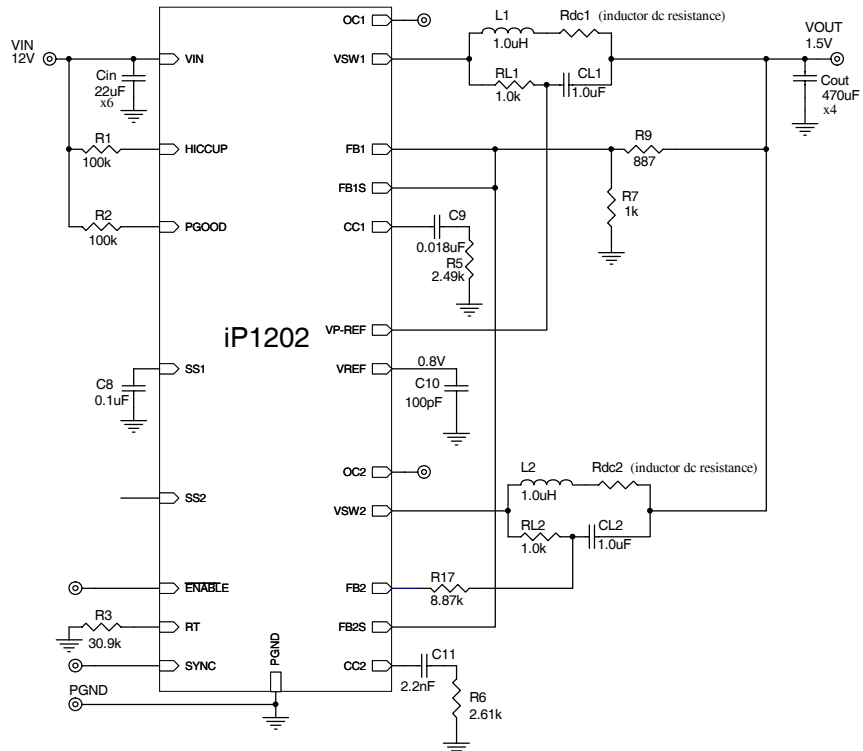 OC1
L1
Rdc1 (inductor dc resistance)
1.0uH
VIN
12V
VOUT
1.5V
VIN
Cin
22uF
x6
VSW1
RL1
1.0k
CL1
1.0uF
Cout
470uF
x4
R1
100k
HICCUP
FB1
R9
887
FB1S
R7
1k
R2
100k
PGOOD
CC1
C9
0.018uF
R5
2.49k
iP1202
VP-REF
C8
0.1uF
SS1
VREF
0.8V
C10
100pF
OC2
L2
Rdc2 (inductor dc resistance)
1.0uH
SS2
VSW2
RL2
1.0k
CL2
1.0uF
ENABLE
FB2
R17
8.87k
R3
30.9k
RT
FB2S
SYNC
PGND
CC2
C11
2.2nF
R6
2.61k
PGND